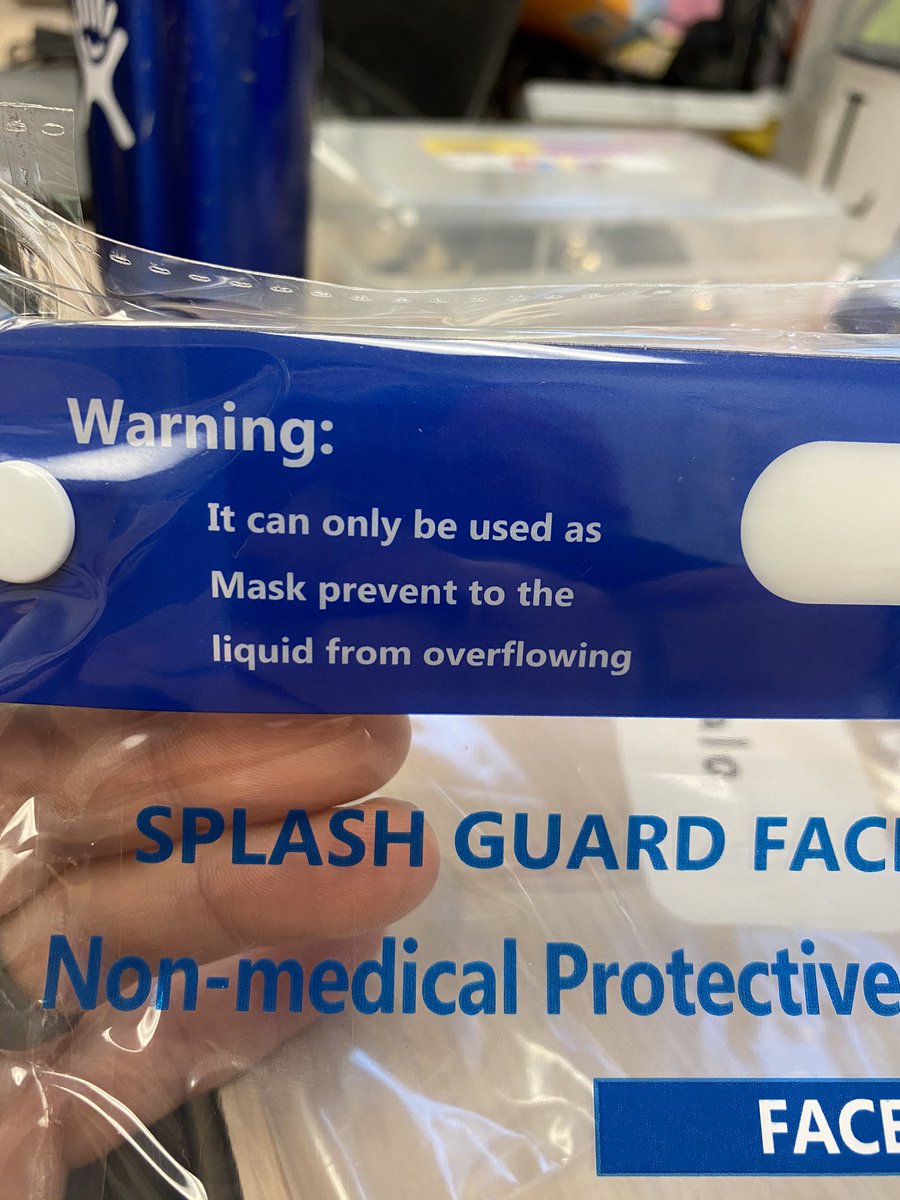 Warning:
It can only be used as
Mask prevent to the
liquid from overflowing
SPLASH GUARD FACE
Non-medical Protective
FACE